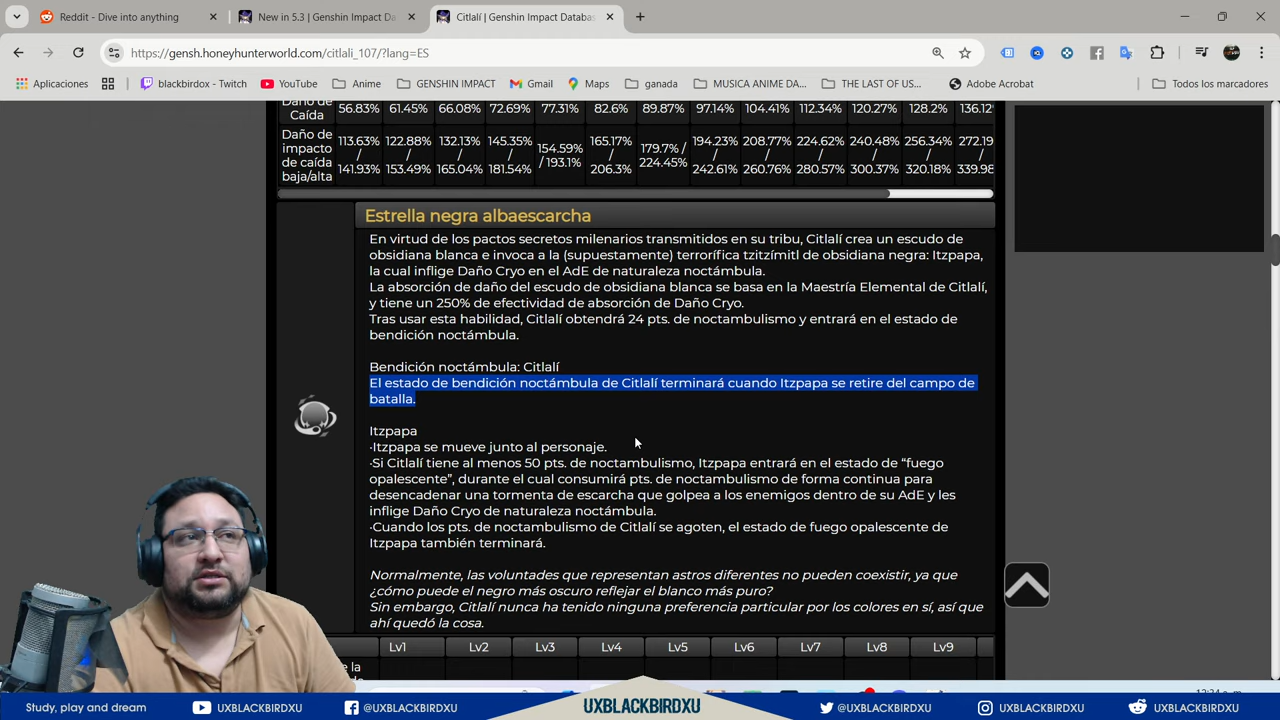 Reddit - Dive into anything
New in 5.3 | Genshin Impact Da
Citlalí | Genshin Impact Databas
https://gensh.honeyhunterworld.com/citlali_107/?lang=ES
Aplicaciones
blackbirdox - Twitch
YouTube
Anime
GENSHIN IMPACT
Gmail
Maps
ganada
MUSICA ANIME DA...
THE LAST OF US...
Adobe Acrobat
Todos los marcadores
Daño de Caída 56.83% 61.45% 66.08% 72.69% 77.31% 82.6% 89.87% 97.14% 104.41% 112.34% 120.27% 128.2% 136.12
Daño de impacto de caída baja/alta 113.63% / 141.93% 122.88% / 153.49% 132.13% / 165.04% 145.35% / 181.54% 154.59% / 193.1% 165.17% / 206.3% 179.7% / 224.45% 194.23% / 242.61% 208.77% / 260.76% 224.62% / 280.57% 240.48% / 300.37% 256.34% / 320.18% 272.19 / 339.98
Estrella negra albaescarcha
En virtud de los pactos secretos milenarios transmitidos en su tribu, Citlalí crea un escudo de
obsidiana blanca e invoca a la (supuestamente) terrorífica tzitzímitl de obsidiana negra: Itzpapa,
la cual inflige Daño Cryo en el AdE de naturaleza noctámbula.
La absorción de daño del escudo de obsidiana blanca se basa en la Maestría Elemental de Citlalí,
y tiene un 250% de efectividad de absorción de Daño Cryo.
Tras usar esta habilidad, Citlalí obtendrá 24 pts. de noctambulismo y entrará en el estado de
bendición noctámbula.
Bendición noctámbula: Citlalí
El estado de bendición noctámbula de Citlalí terminará cuando Itzpapa se retire del campo de
batalla.
Itzpapa
·Itzpapa se mueve junto al personaje.
·Si Citlalí tiene al menos 50 pts. de noctambulismo, Itzpapa entrará en el estado de “fuego
opalescente”, durante el cual consumirá pts. de noctambulismo de forma continua para
desencadenar una tormenta de escarcha que golpea a los enemigos dentro de su AdE y les
inflige Daño Cryo de naturaleza noctámbula.
·Cuando los pts. de noctambulismo de Citlalí se agoten, el estado de fuego opalescente de
Itzpapa también terminará.
Normalmente, las voluntades que representan astros diferentes no pueden coexistir, ya que
¿cómo puede el negro más oscuro reflejar el blanco más puro?
Sin embargo, Citlalí nunca ha tenido ninguna preferencia particular por los colores en sí, así que
ahí quedó la cosa.
Lv1 Lv2 Lv3 Lv4 Lv5 Lv6 Lv7 Lv8 Lv9
e la
Study, play and dream
UXBLACKBIRDXU
@UXBLACKBIRDXU
UXBLACKBIRDXU
@UXBLACKBIRDXU
UXBLACKBIRDXU
UXBLACKBIRDXU